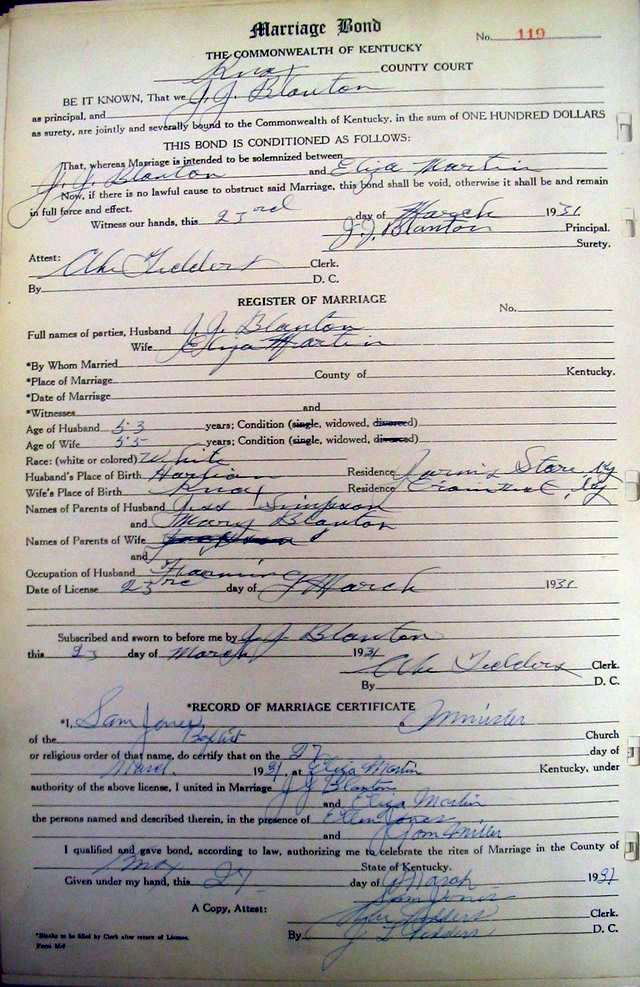 Marriage Bond
No. 119
THE COMMONWEALTH OF KENTUCKY
Knox COUNTY COURT
BE IT KNOWN, That we J. J. Blanton
as principal, and
as surety, are jointly and severally bound to the Commonwealth of Kentucky, in the sum of ONE HUNDRED DOLLARS
THIS BOND IS CONDITIONED AS FOLLOWS:
That, whereas Marriage is intended to be solemnized between
J. J. Blanton and Eliza Martin
Now, if there is no lawful cause to obstruct said Marriage, this bond shall be void, otherwise it shall be and remain
in full force and effect.
Witness our hands, this 23rd day of March 1931.
J. J. Blanton Principal.
Surety.
Attest:
Clerk.
By D. C.
REGISTER OF MARRIAGE
No.
Full names of parties, Husband J. J. Blanton
Wife Eliza Martin
*By Whom Married
*Place of Marriage County of Kentucky.
*Date of Marriage
*Witnesses and
Age of Husband 53 years; Condition (single, widowed, divorced)
Age of Wife 55 years; Condition (single, widowed, divorced)
Race: (white or colored) White
Husband's Place of Birth Harlan Residence Store Ky
Wife's Place of Birth Knox Residence Ky
Names of Parents of Husband Simpson
and Mary Blanton
Names of Parents of Wife
and
Occupation of Husband Farming
Date of License 23rd day of March 1931
Subscribed and sworn to before me by J. J. Blanton
this 23 day of March 1931
Clerk.
By D. C.
*RECORD OF MARRIAGE CERTIFICATE
*I, Sam Jones a minister
of the Baptist Church
or religious order of that name, do certify that on the 27 day of
March 1931, at Eliza Martin Kentucky, under
authority of the above license, I united in Marriage J. J. Blanton
and Eliza Martin
the persons named and described therein, in the presence of Ellen Jones
and Tom Miller
I qualified and gave bond, according to law, authorizing me to celebrate the rites of Marriage in the County of
Knox State of Kentucky.
Given under my hand, this 27 day of March 1931
Sam Jones
A Copy, Attest: Clerk.
By D. C.
*Blanks to be filled by Clerk after return of License.